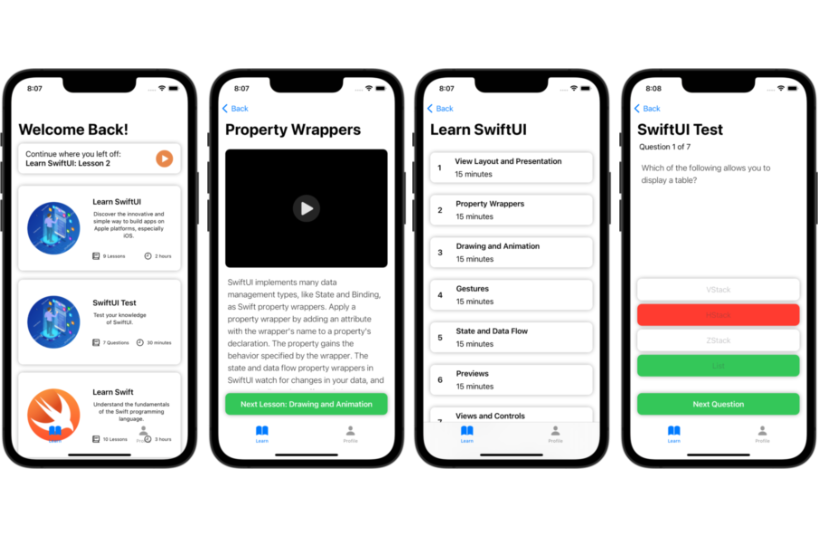 8:07
Welcome Back!
Continue where you left off:
Learn SwiftUI: Lesson 2
Learn SwiftUI
Discover the innovative and
simple way to build apps on
Apple platforms, especially
iOS.
9 Lessons
2 hours
SwiftUI Test
Test your knowledge
of SwiftUI.
7 Questions
30 minutes
Learn Swift
Understand the fundamentals
of the Swift programming
language.
10 Lessons
3 hours
Learn
Profile
8:07
Back
Property Wrappers
SwiftUI implements many data
management types, like State and Binding,
as Swift property wrappers. Apply a
property wrapper by adding an attribute
with the wrapper's name to a property's
declaration. The property gains the
behavior specified by the wrapper. The
state and data flow property wrappers in
SwiftUI watch for changes in your data, and
Next Lesson: Drawing and Animation
Learn
Profile
8:07
Back
Learn SwiftUI
1
View Layout and Presentation
15 minutes
2
Property Wrappers
15 minutes
3
Drawing and Animation
15 minutes
4
Gestures
15 minutes
5
State and Data Flow
15 minutes
6
Previews
15 minutes
7
Views and Controls
Learn
Profile
8:08
Back
SwiftUI Test
Question 1 of 7
Which of the following allows you to
display a table?
VStack
HStack
ZStack
List
Next Question
Learn
Profile